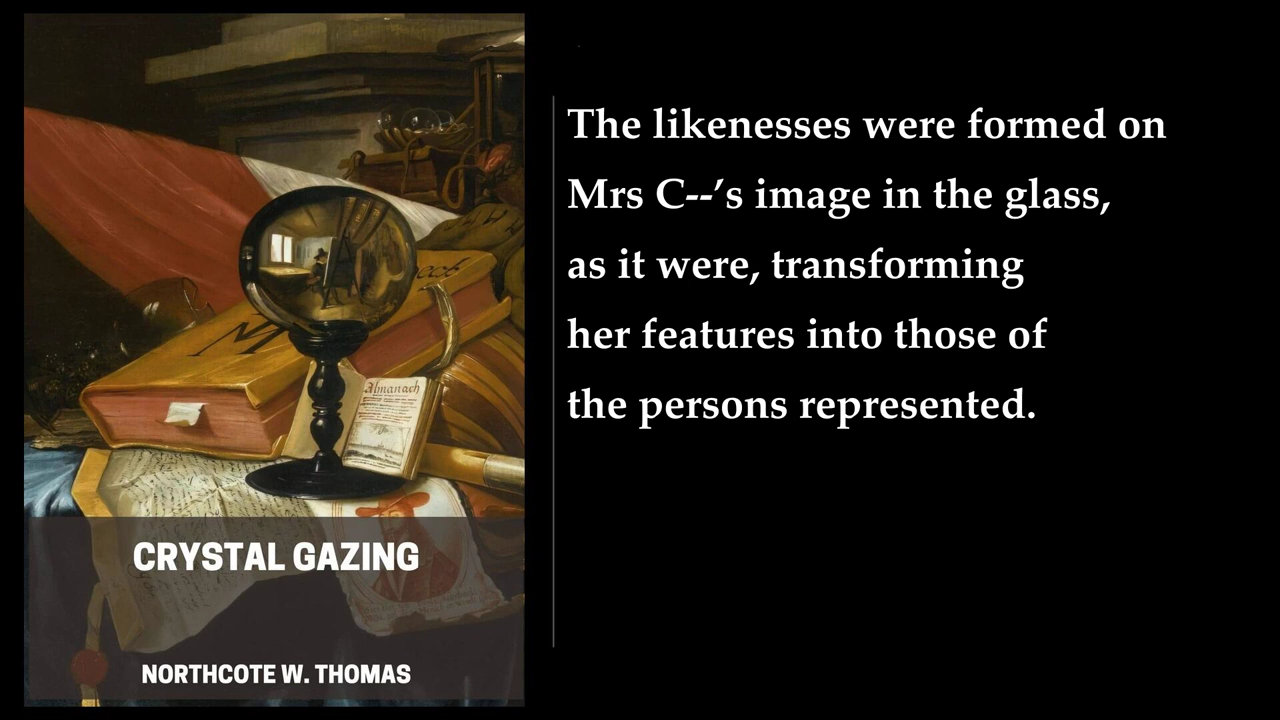 M
Almanach
CRYSTAL GAZING
NORTHCOTE W. THOMAS
The likenesses were formed on
Mrs C--’s image in the glass,
as it were, transforming
her features into those of
the persons represented.